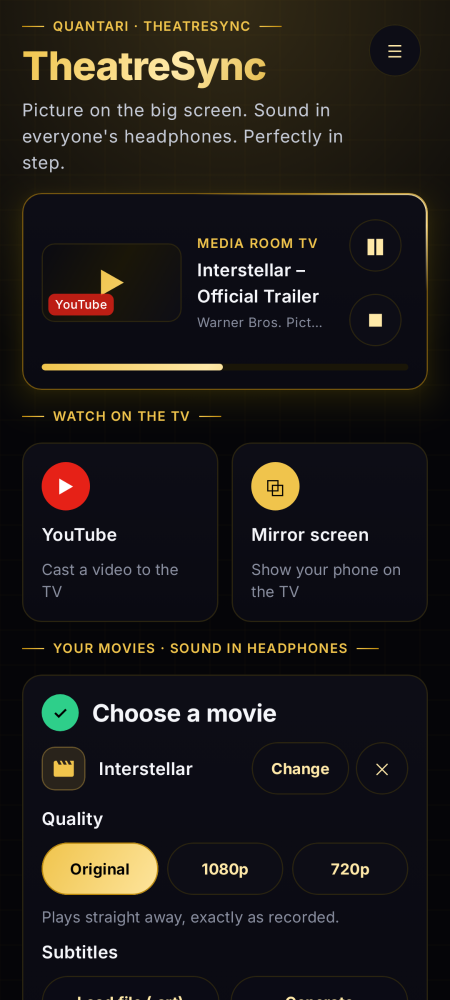 QUANTARI · THEATRESYNC
TheatreSync
Picture on the big screen. Sound in
everyone's headphones. Perfectly in
step.
MEDIA ROOM TV
Interstellar –
Official Trailer
Warner Bros. Pict...
YouTube
WATCH ON THE TV
YouTube
Cast a video to the
TV
Mirror screen
Show your phone on
the TV
YOUR MOVIES · SOUND IN HEADPHONES
Choose a movie
Interstellar
Change
Quality
Original
1080p
720p
Plays straight away, exactly as recorded.
Subtitles